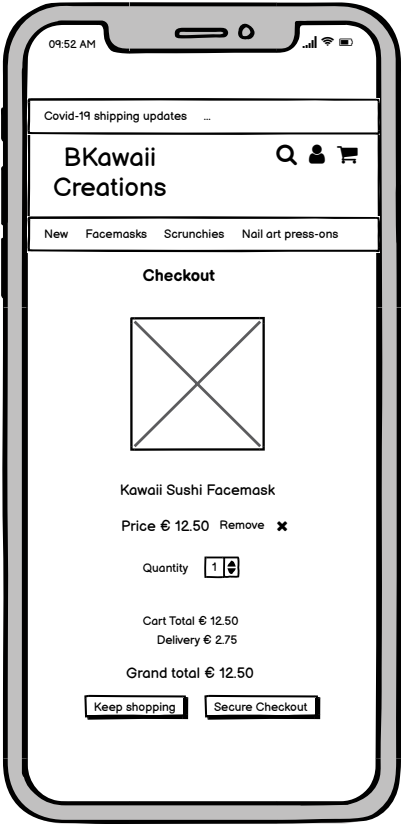 09:52 AM
Covid-19 shipping updates ...
BKawaii
Creations
New Facemasks Scrunchies Nail art press-ons
Checkout
Kawaii Sushi Facemask
Price € 12.50 Remove ✖
Quantity 1
Cart Total € 12.50
Delivery € 2.75
Grand total € 12.50
Keep shopping Secure Checkout